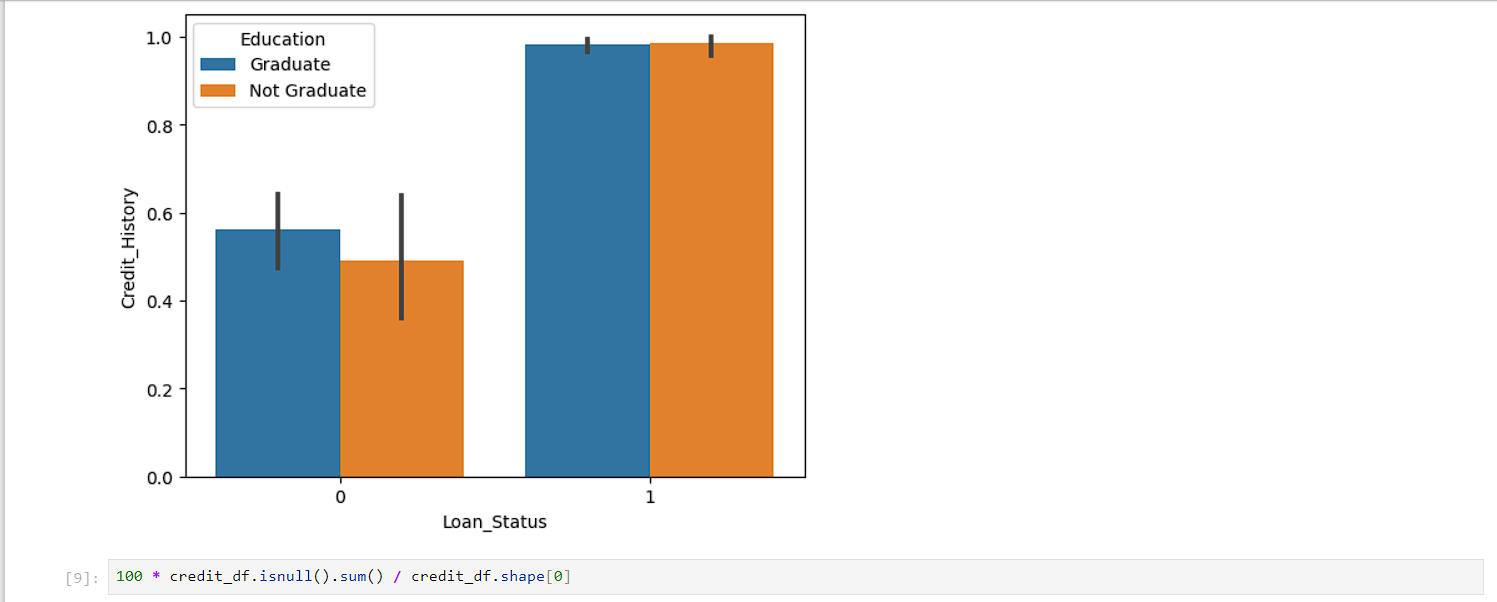 1.0
Education
Graduate
Not Graduate
0.8
0.6
0.4
0.2
0.0
Credit_History
0 1
Loan_Status
[9]: 100 * credit_df.isnull().sum() / credit_df.shape[0]